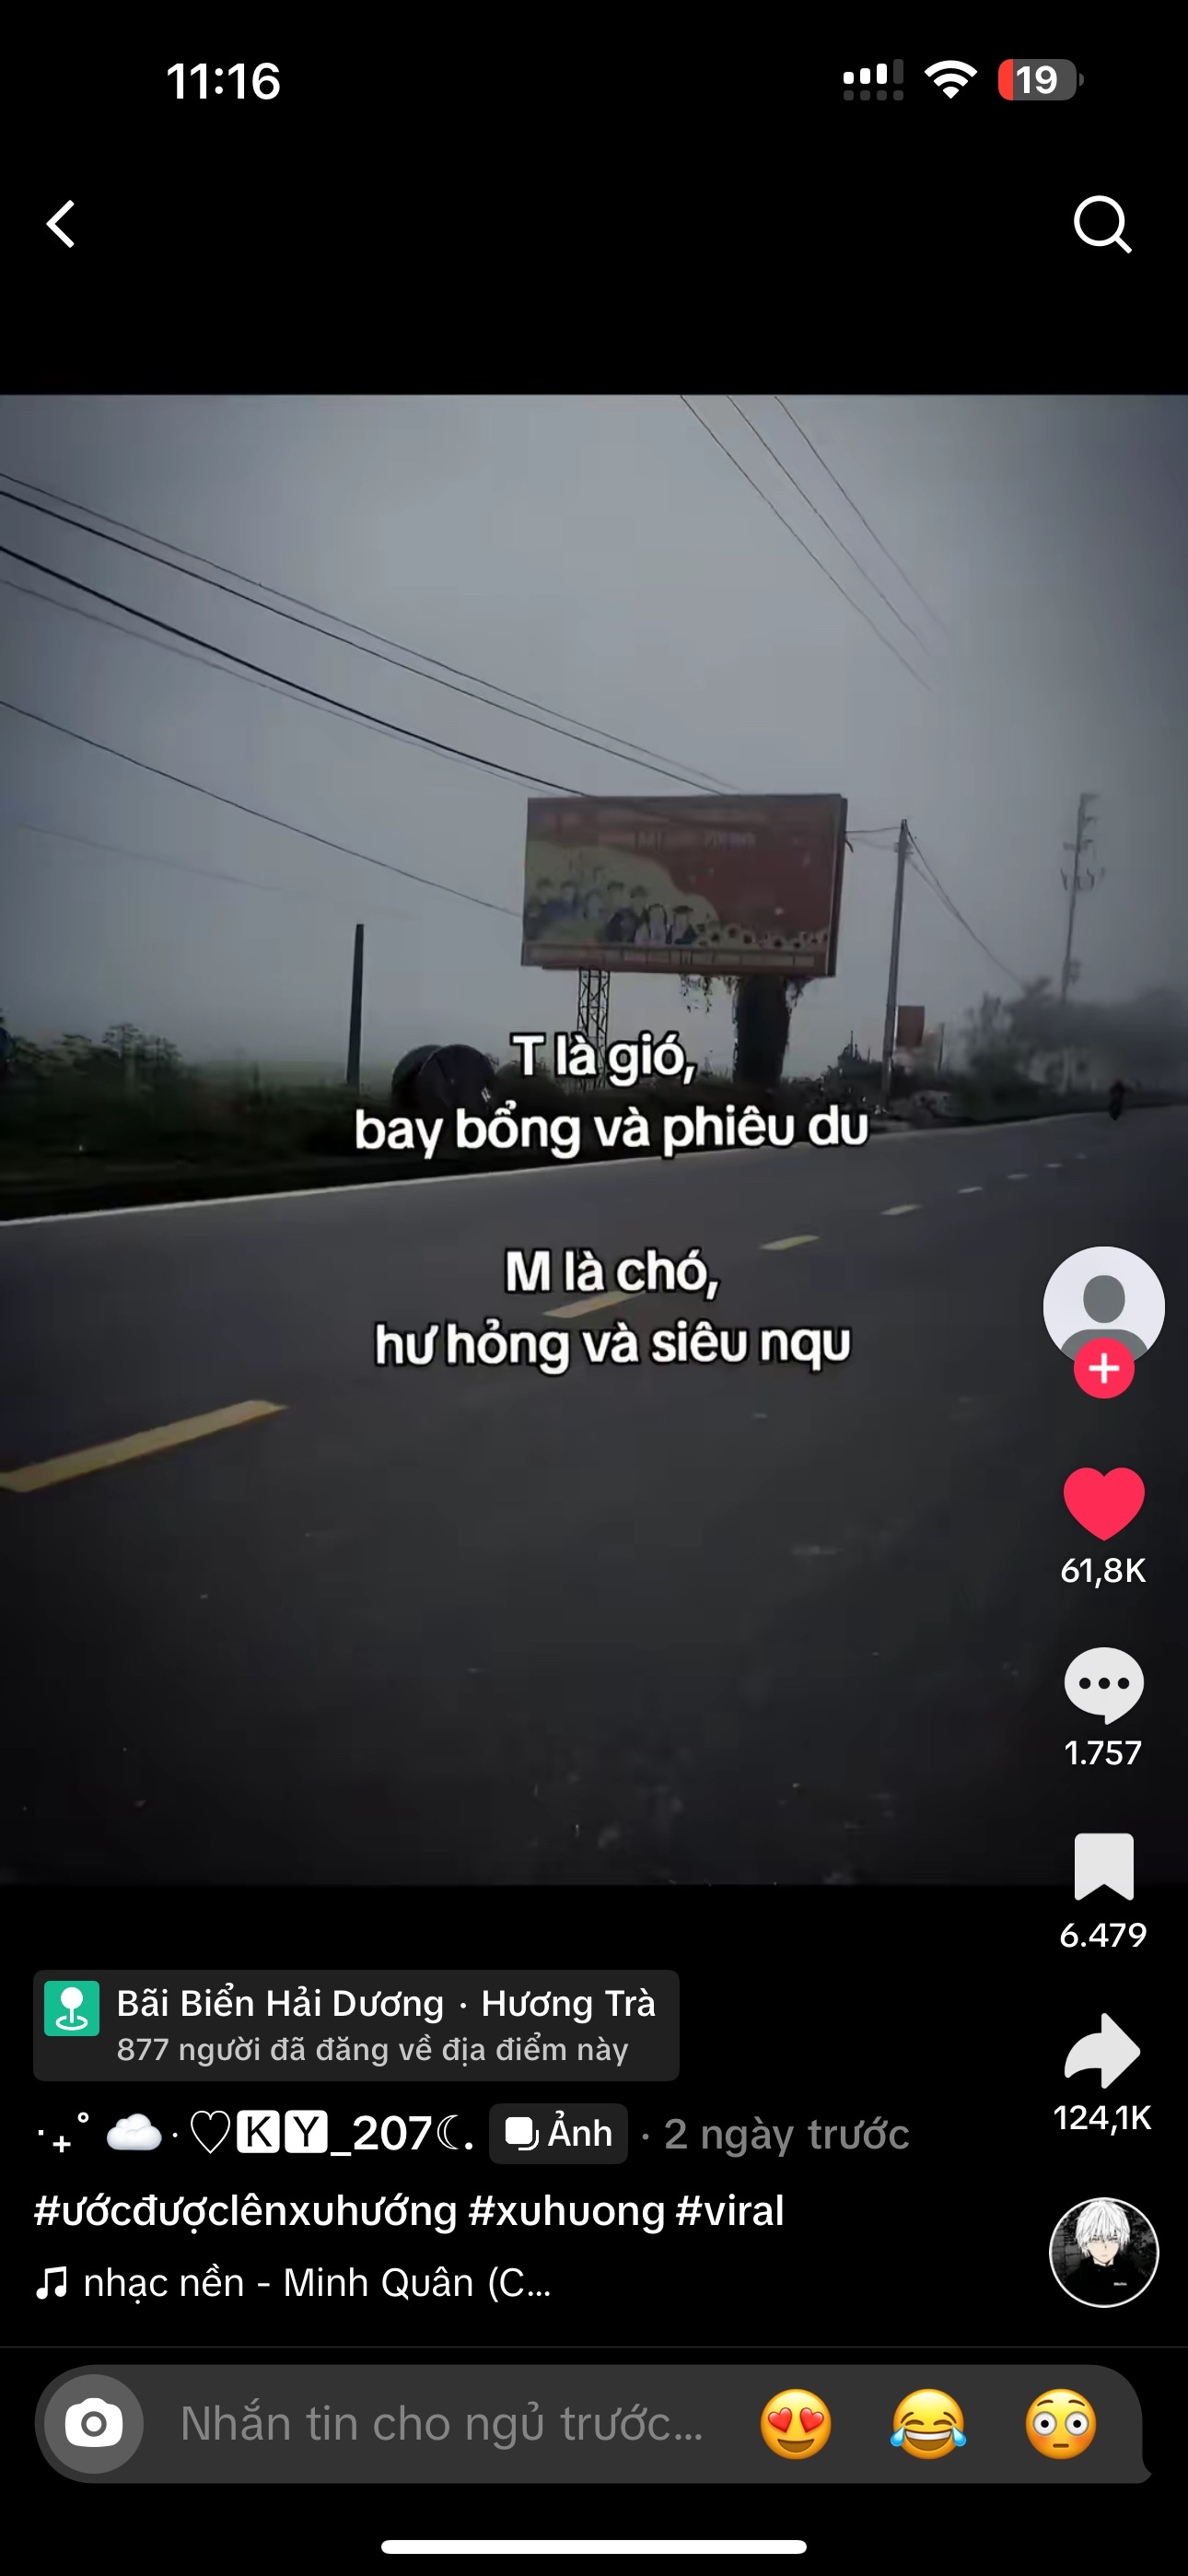 11:16
19
T là gió,
bay bổng và phiêu du
M là chó,
hư hỏng và siêu nqu
61,8K
1.757
6.479
124,1K
Bãi Biển Hải Dương · Hương Trà
877 người đã đăng về địa điểm này
‧₊˚ ☁️‧♡🅺🆈_207☾. Ảnh · 2 ngày trước
#ướcđượclênxuhướng #xuhuong #viral
nhạc nền - Minh Quân (C...
Nhắn tin cho ngủ trước...